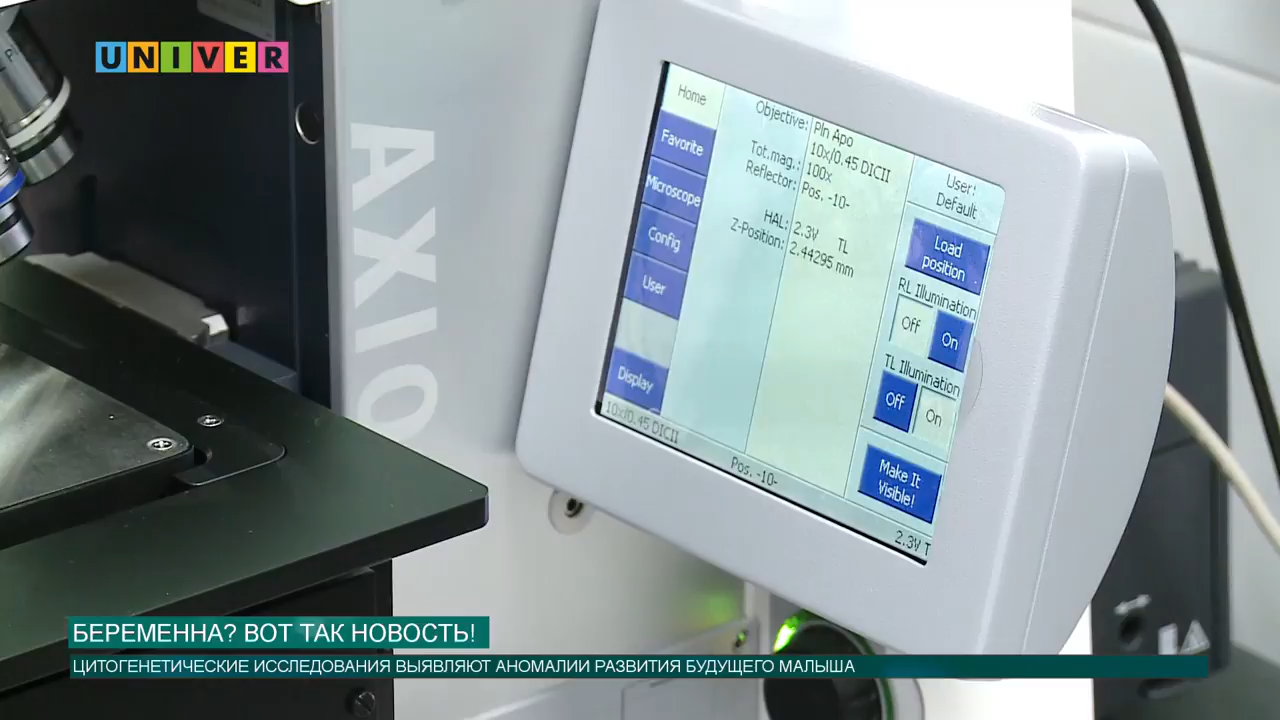 UNIVER
AXIO
Home
Favorite
Microscope
Config
User
Display
Objective:
Pln Apo
10x/0.45 DICII
Tot.mag.:
100x
Reflector:
Pos. -10-
HAL:
2.3V TL
Z-Position:
2.44295 mm
User:
Default
Load
position
RL Illumination
Off
On
TL Illumination
Off
On
Make It
Visible!
10x/0.45 DICII
Pos. -10-
2.3V T
БЕРЕМЕННА? ВОТ ТАК НОВОСТЬ!
ЦИТОГЕНЕТИЧЕСКИЕ ИССЛЕДОВАНИЯ ВЫЯВЛЯЮТ АНОМАЛИИ РАЗВИТИЯ БУДУЩЕГО МАЛЫША